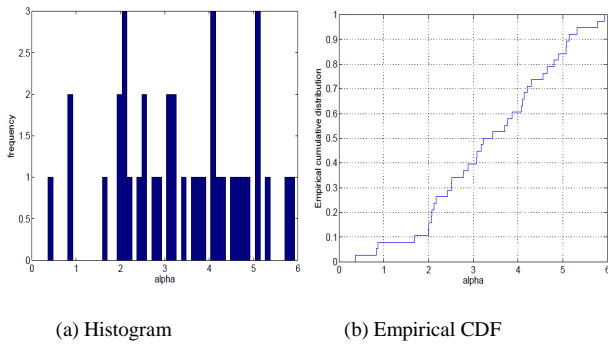 3
2.5
2
1.5
1
0.5
0
frequency
0 1 2 3 4 5 6
alpha
1
0.9
0.8
0.7
0.6
0.5
0.4
0.3
0.2
0.1
0
Empirical cumulative distribution
0 1 2 3 4 5 6
alpha
(a) Histogram
(b) Empirical CDF